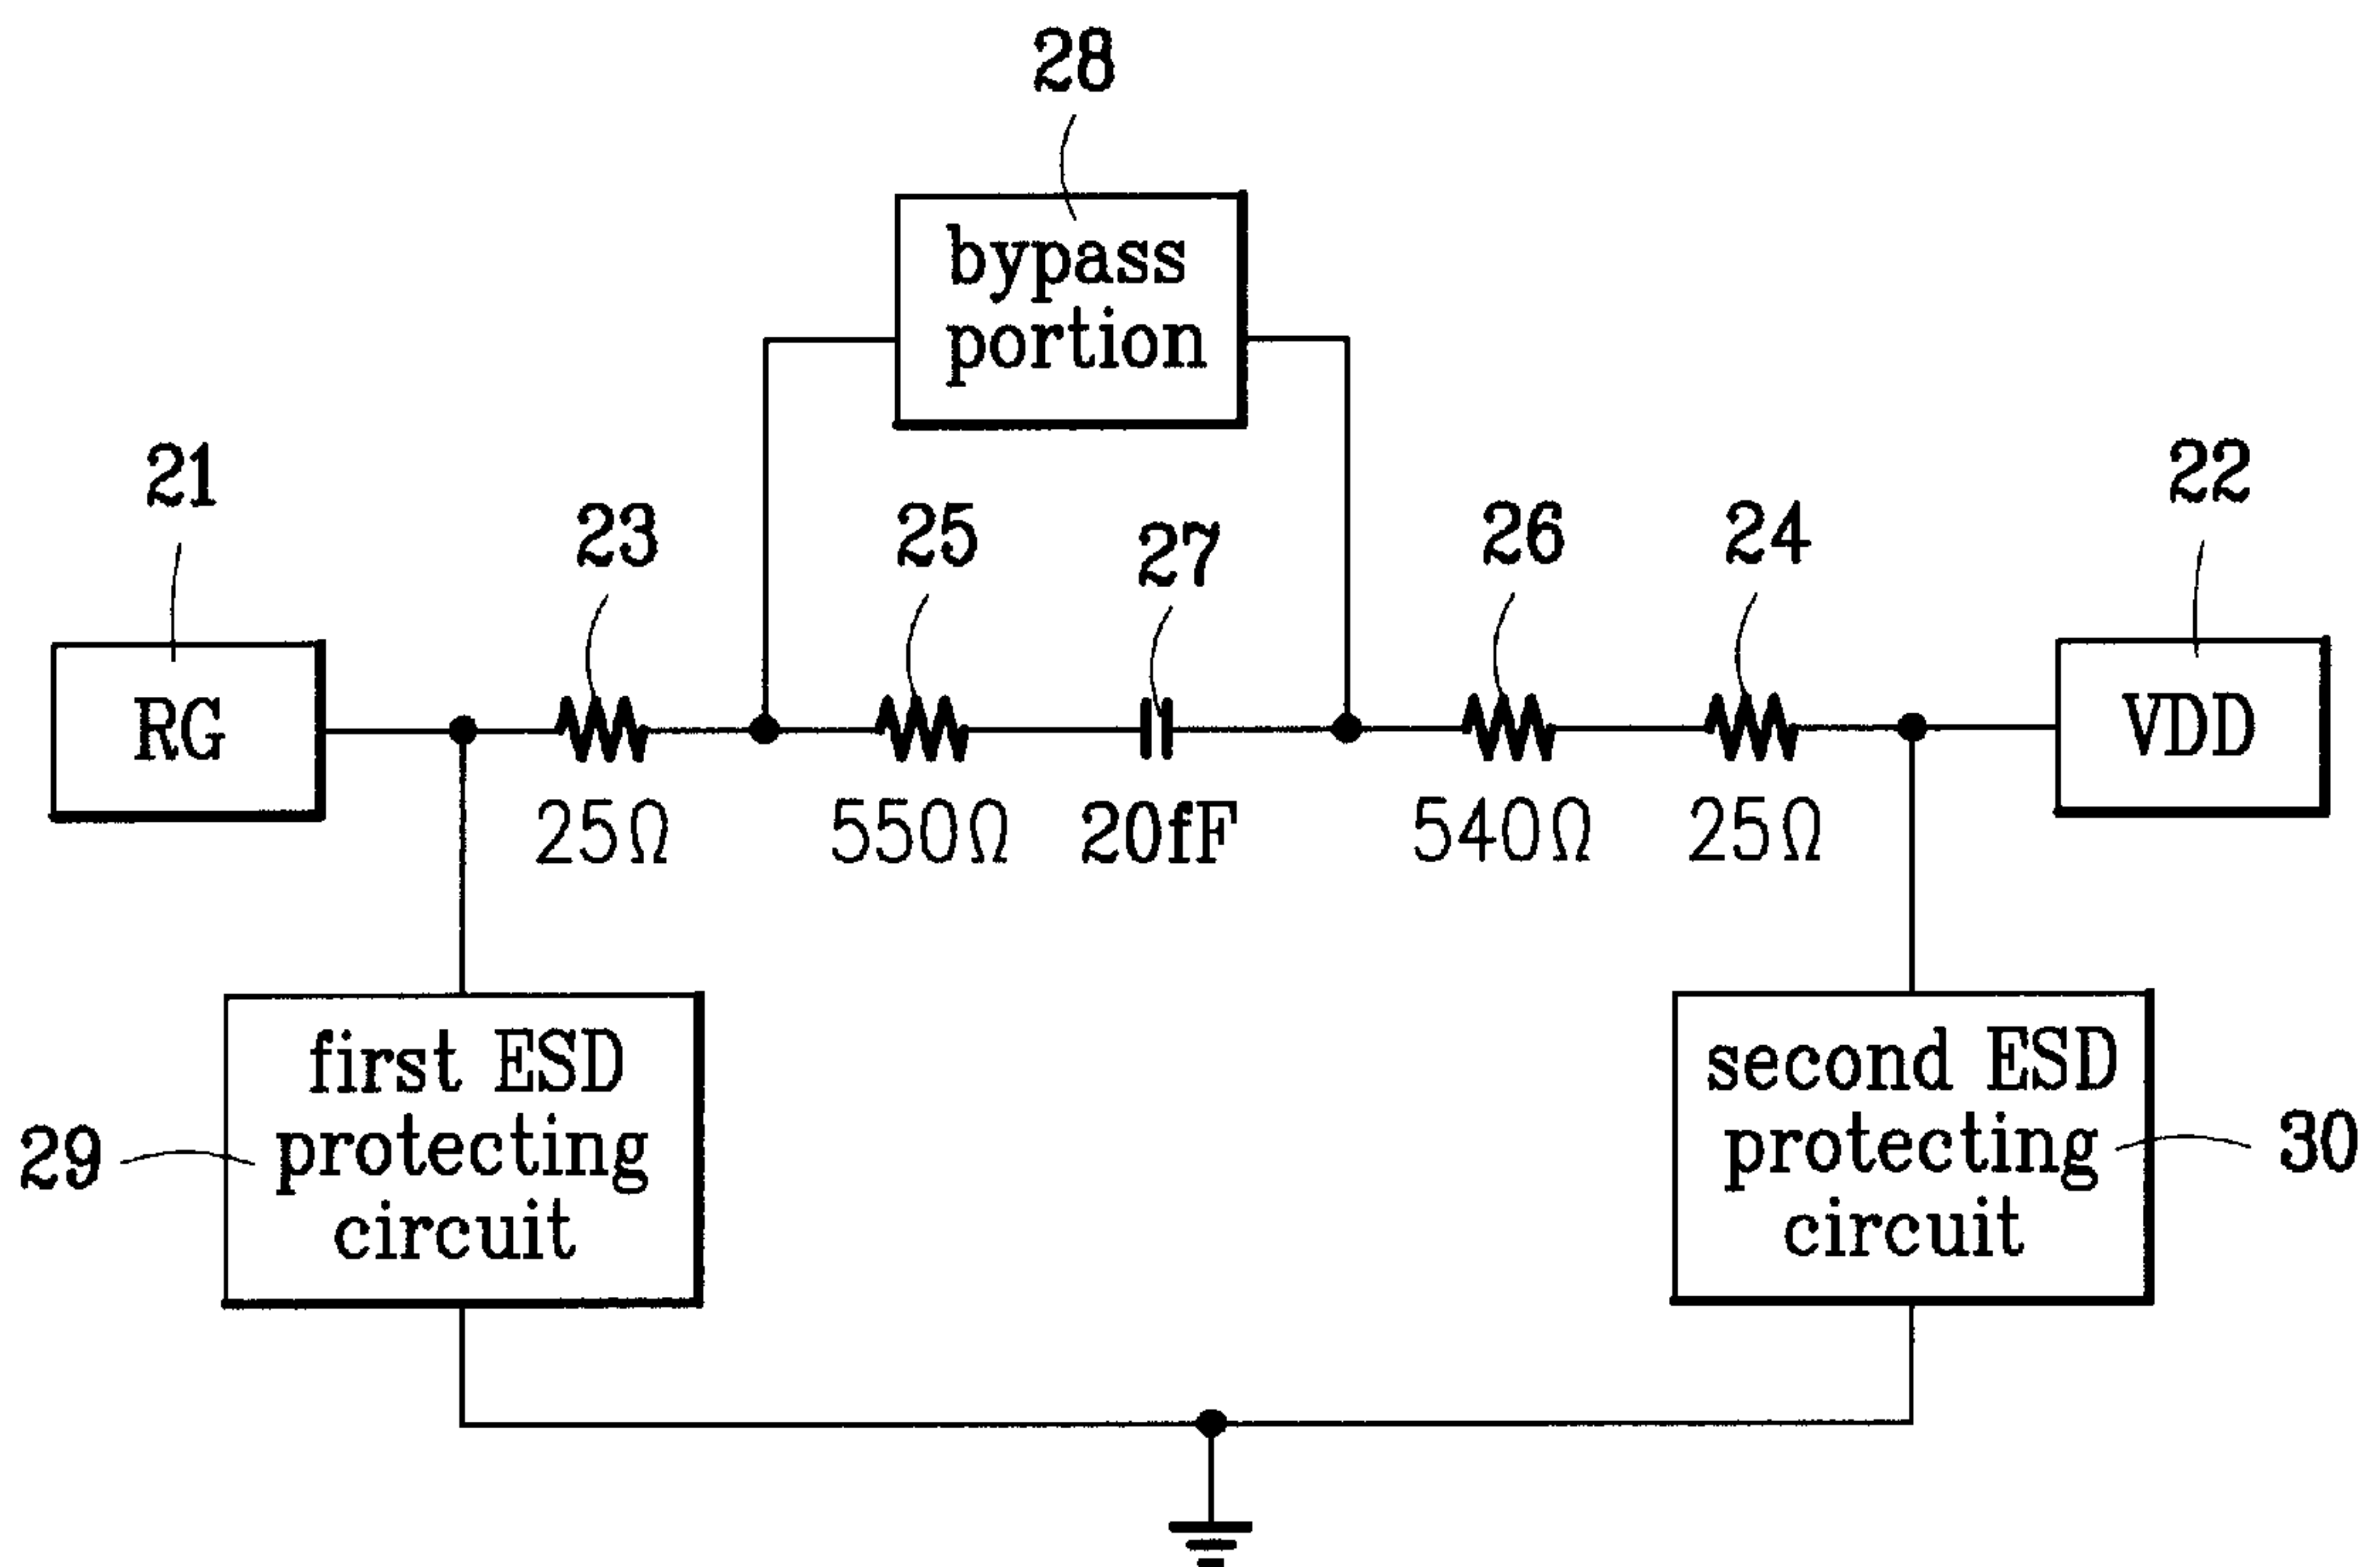 28
bypass
portion
21
23
25
27
26
24
22
RG
VDD
25Ω
550Ω
20fF
540Ω
25Ω
first ESD
protecting
circuit
29
second ESD
protecting
circuit
30